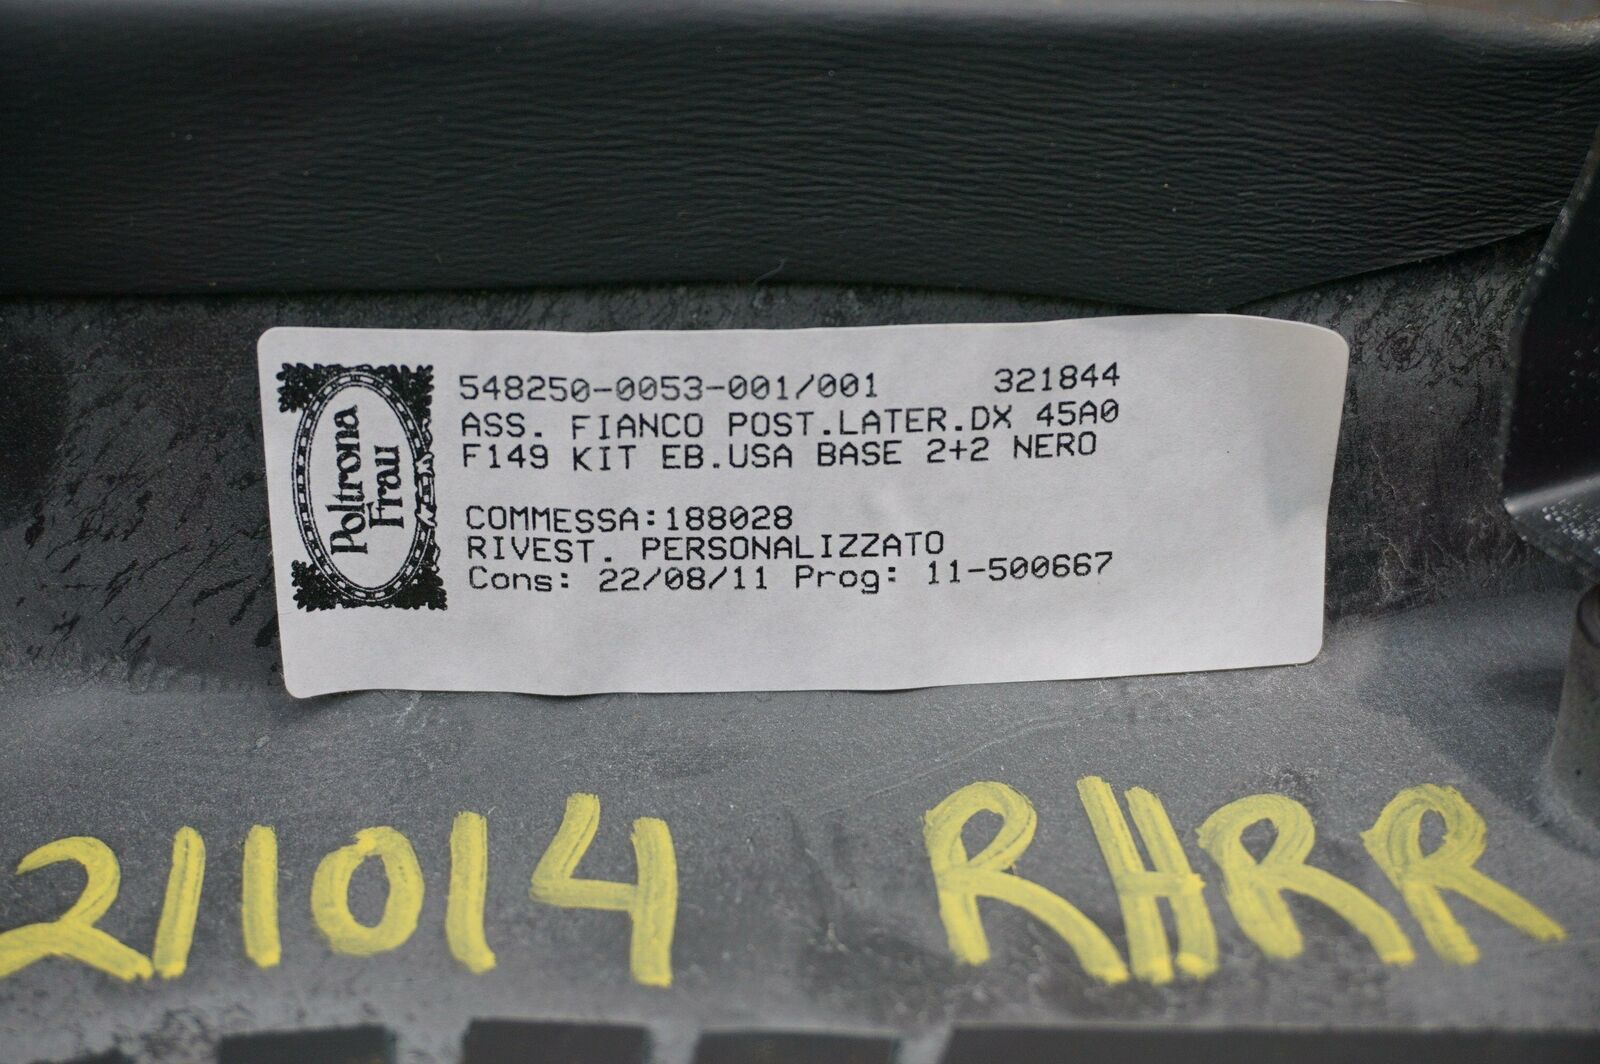 Poltrona
Frau
548250-0053-001/001 321844
ASS. FIANCO POST.LATER.DX 45A0
F149 KIT EB.USA BASE 2+2 NERO
COMMESSA:188028
RIVEST. PERSONALIZZATO
Cons: 22/08/11 Prog: 11-500667
211014 RHRR